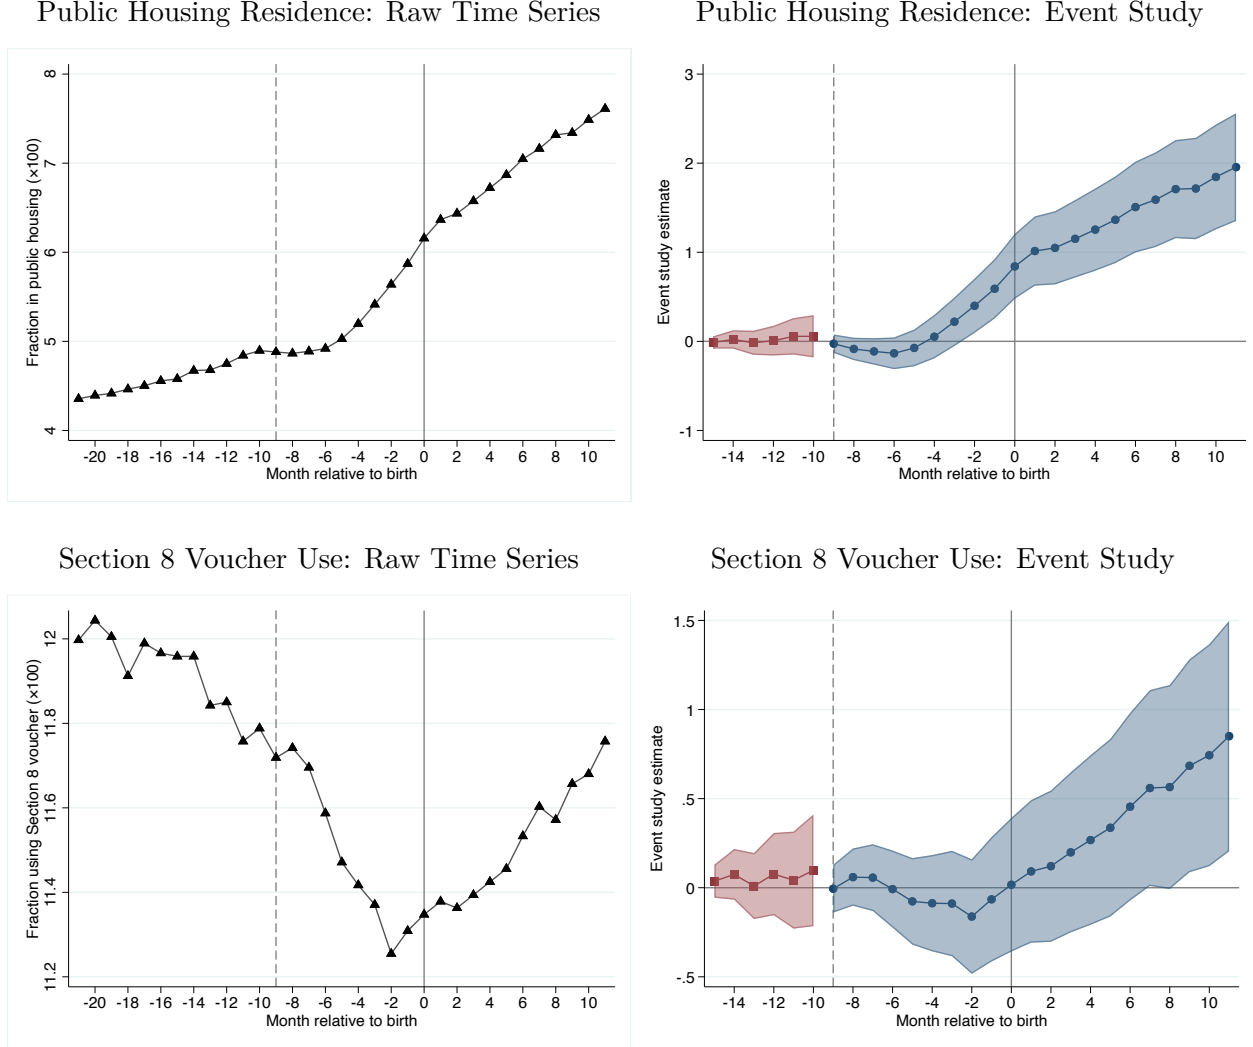 Public Housing Residence: Raw Time Series
Fraction in public housing (×100)
8
7
6
5
4
-20 -18 -16 -14 -12 -10 -8 -6 -4 -2 0 2 4 6 8 10
Month relative to birth
Public Housing Residence: Event Study
Event study estimate
3
2
1
0
-1
-14 -12 -10 -8 -6 -4 -2 0 2 4 6 8 10
Month relative to birth
Section 8 Voucher Use: Raw Time Series
Fraction using Section 8 voucher (×100)
12
11.8
11.6
11.4
11.2
-20 -18 -16 -14 -12 -10 -8 -6 -4 -2 0 2 4 6 8 10
Month relative to birth
Section 8 Voucher Use: Event Study
Event study estimate
1.5
1
.5
0
-.5
-14 -12 -10 -8 -6 -4 -2 0 2 4 6 8 10
Month relative to birth